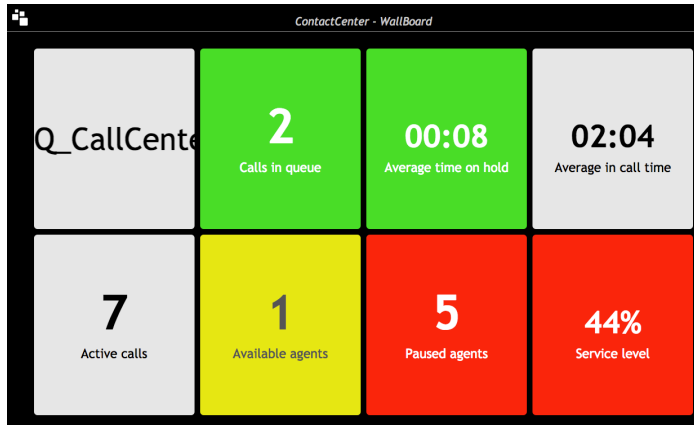 ContactCenter - WallBoard
Q_CallCente
2
Calls in queue
00:08
Average time on hold
02:04
Average in call time
7
Active calls
1
Available agents
5
Paused agents
44%
Service level